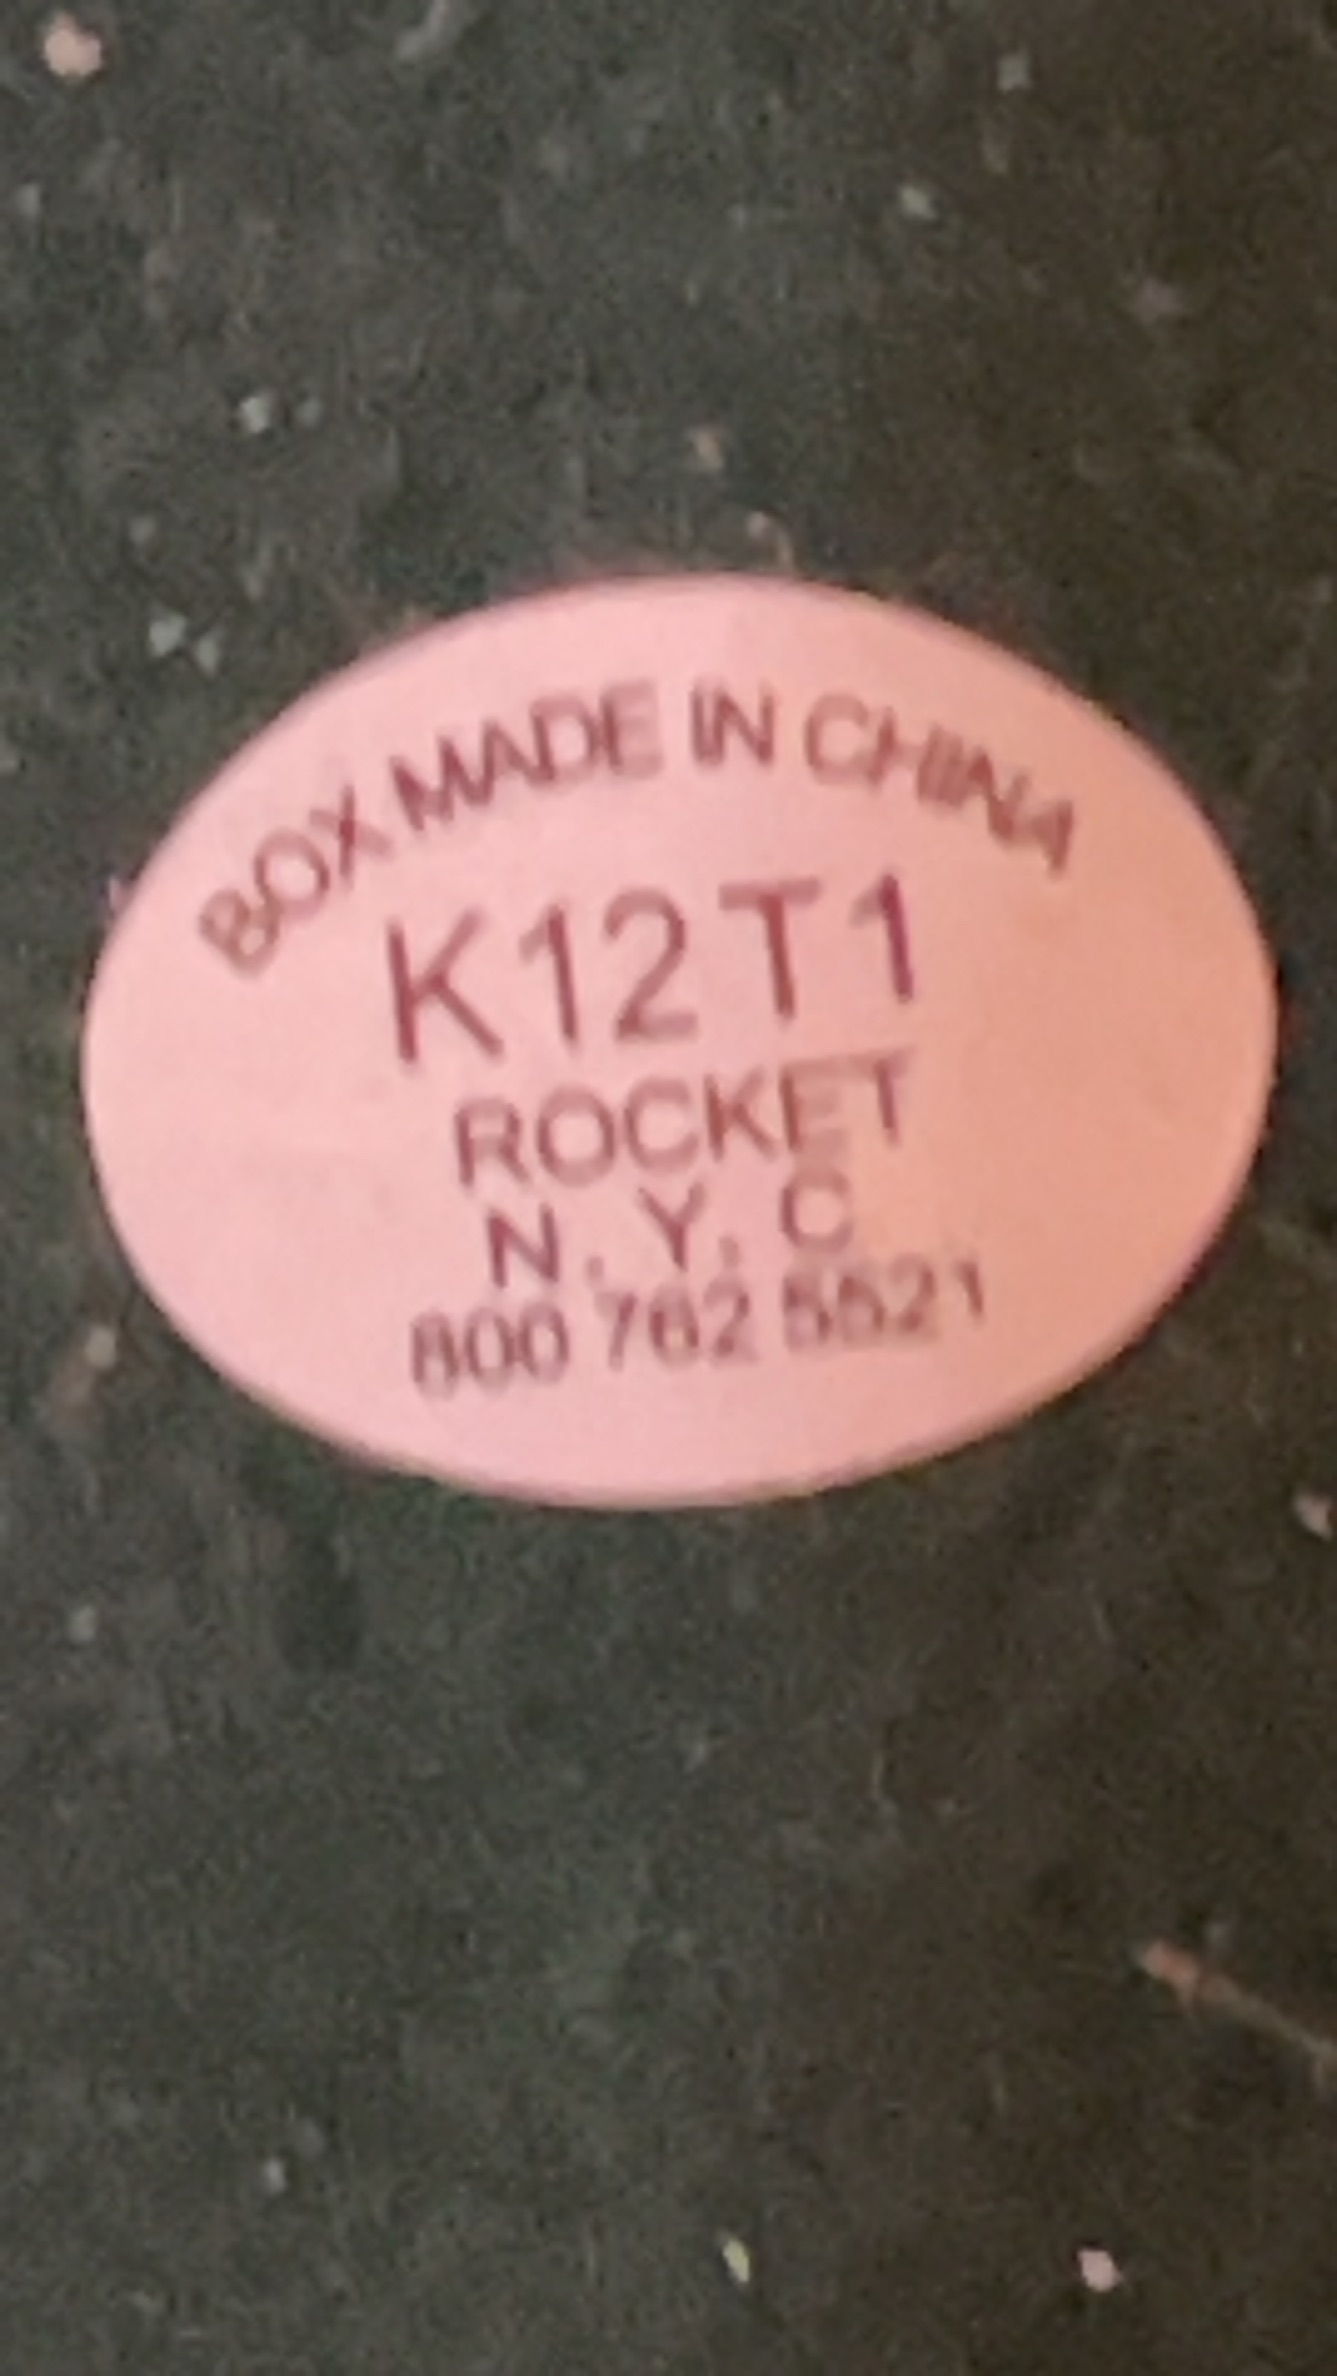 BOX MADE IN CHINA
K12T1
ROCKET
N.Y.C
800 762 5521